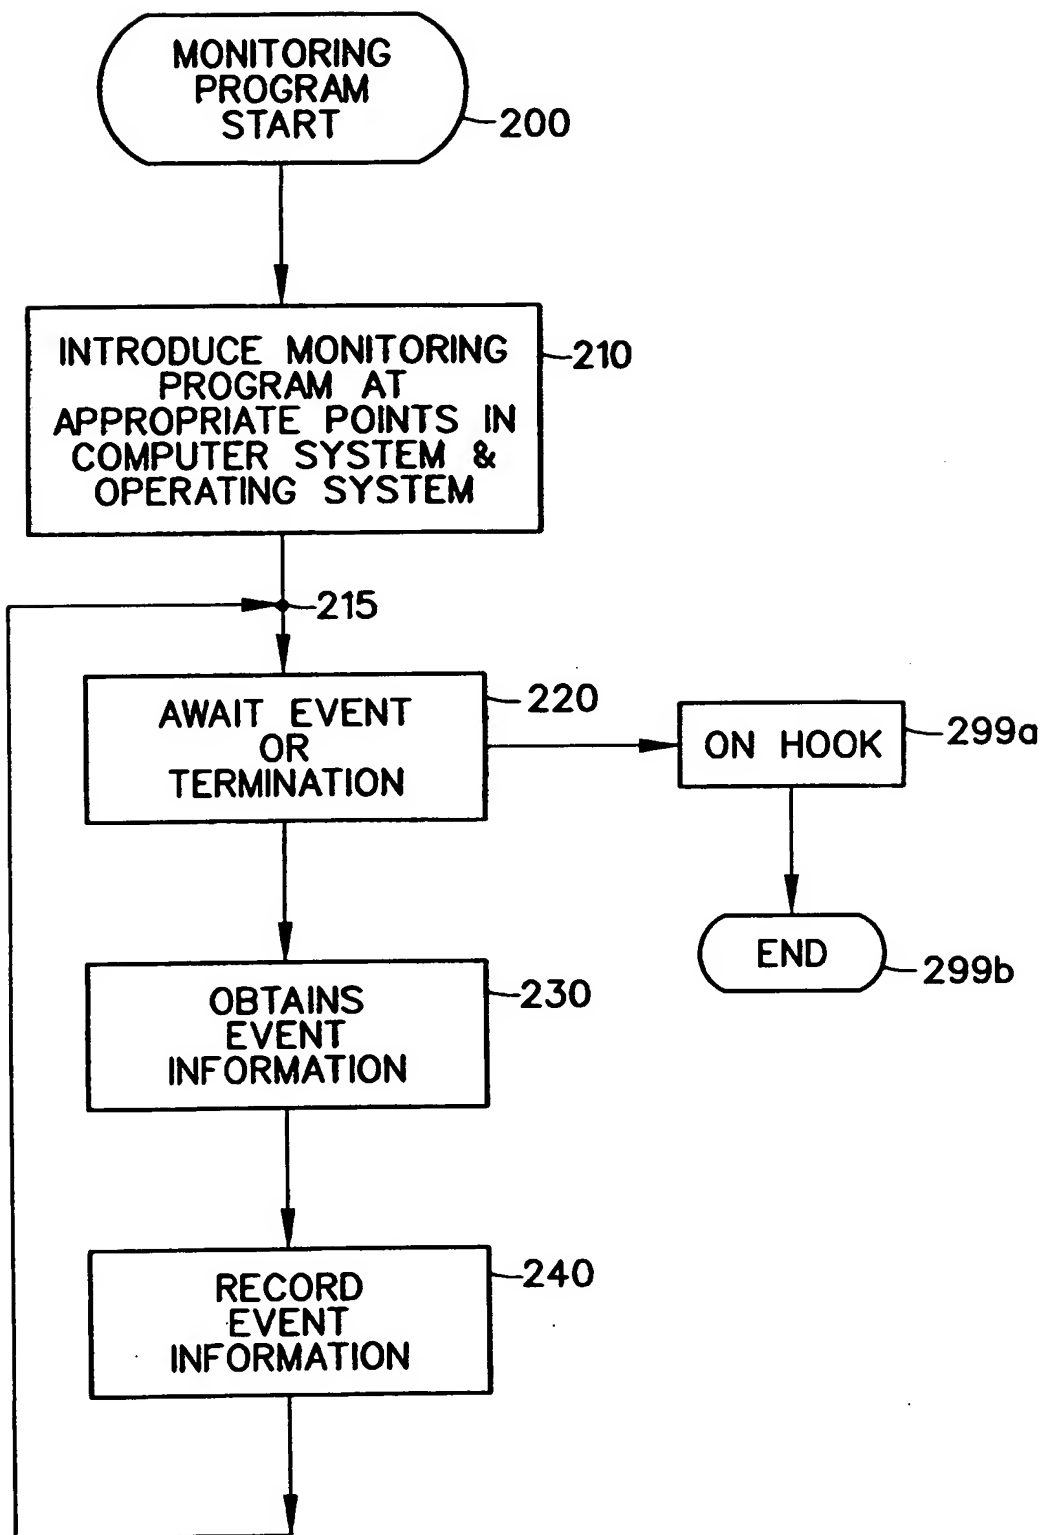 MONITORING
PROGRAM
START
200
INTRODUCE MONITORING
PROGRAM AT
APPROPRIATE POINTS IN
COMPUTER SYSTEM &
OPERATING SYSTEM
210
215
AWAIT EVENT
OR
TERMINATION
220
ON HOOK
299a
END
299b
OBTAINS
EVENT
INFORMATION
230
RECORD
EVENT
INFORMATION
240